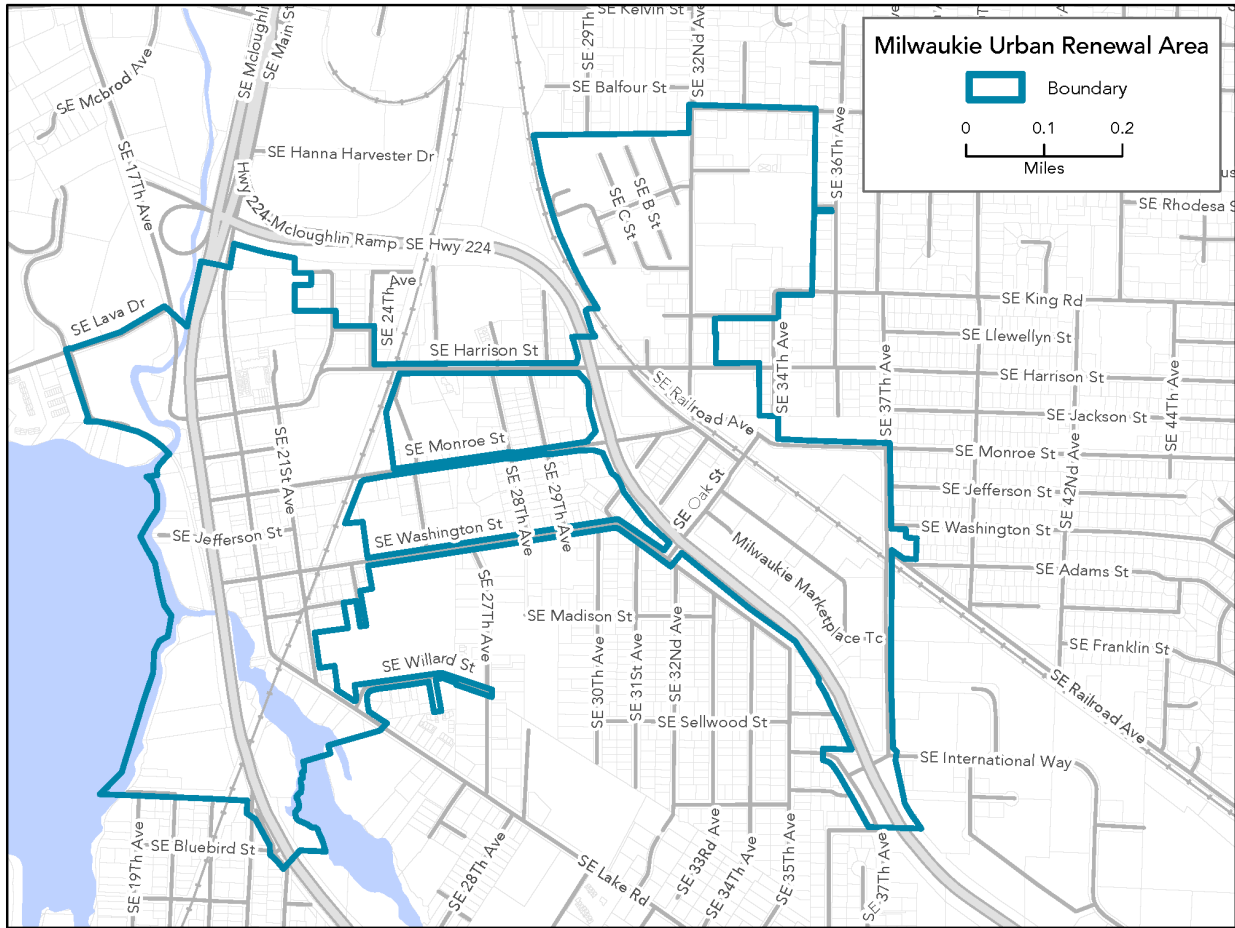 SE Kelvin St
SE Mcloughlin
SE Main St
SE 29Th
SE 32Nd Ave
SE Mcbrod Ave
SE Balfour St
SE 17Th Ave
SE Hanna Harvester Dr
SE 36Th Ave
SE B St
SE C St
Hwy 224-Mcloughlin Ramp
SE Hwy 224
SE Rhodesa S
Milwaukie Urban Renewal Area
Boundary
0 0.1 0.2
Miles
Ave
SE 24Th
SE King Rd
SE Lava Dr
SE Llewellyn St
SE Harrison St
SE 34Th Ave
SE 37Th Ave
SE Harrison St
SE 44Th Ave
SE Railroad Ave
SE Jackson St
SE Monroe St
SE 21St Ave
SE Monroe St
SE 28Th Ave
SE 29Th Ave
SE Oak St
SE 42Nd Ave
SE Jefferson St
SE Washington St
SE Jefferson St
SE Washington St
Milwaukie Marketplace Tc
SE Adams St
SE 27Th Ave
SE Madison St
SE Franklin St
SE Willard St
SE 30Th Ave
SE 31St Ave
SE 32Nd Ave
SE Railroad Ave
SE Sellwood St
SE International Way
SE 19Th Ave
SE Bluebird St
SE 28Th Ave
SE Lake Rd
SE 33Rd Ave
SE 34Th Ave
SE 35Th Ave
SE 37Th Ave